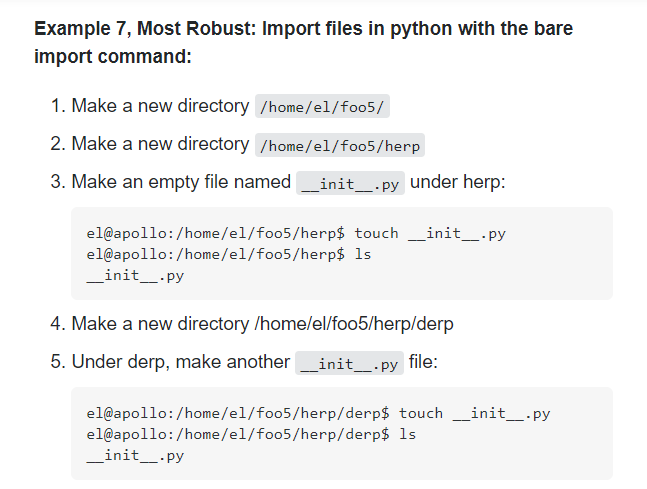 Example 7, Most Robust: Import files in python with the bare
import command:
1. Make a new directory /home/el/foo5/
2. Make a new directory /home/el/foo5/herp
3. Make an empty file named __init__.py under herp:
el@apollo:/home/el/foo5/herp$ touch __init__.py
el@apollo:/home/el/foo5/herp$ ls
__init__.py
4. Make a new directory /home/el/foo5/herp/derp
5. Under derp, make another __init__.py file:
el@apollo:/home/el/foo5/herp/derp$ touch __init__.py
el@apollo:/home/el/foo5/herp/derp$ ls
__init__.py